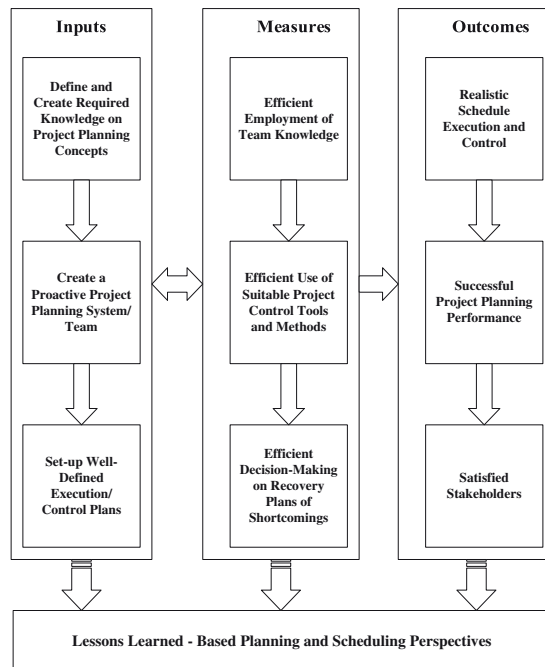 Inputs
Define and
Create Required
Knowledge on
Project Planning
Concepts
Create a
Proactive Project
Planning System/
Team
Set-up Well-
Defined
Execution/
Control Plans
Measures
Efficient
Employment of
Team Knowledge
Efficient Use of
Suitable Project
Control Tools
and Methods
Efficient
Decision-Making
on Recovery
Plans of
Shortcomings
Outcomes
Realistic
Schedule
Execution and
Control
Successful
Project Planning
Performance
Satisfied
Stakeholders
Lessons Learned - Based Planning and Scheduling Perspectives